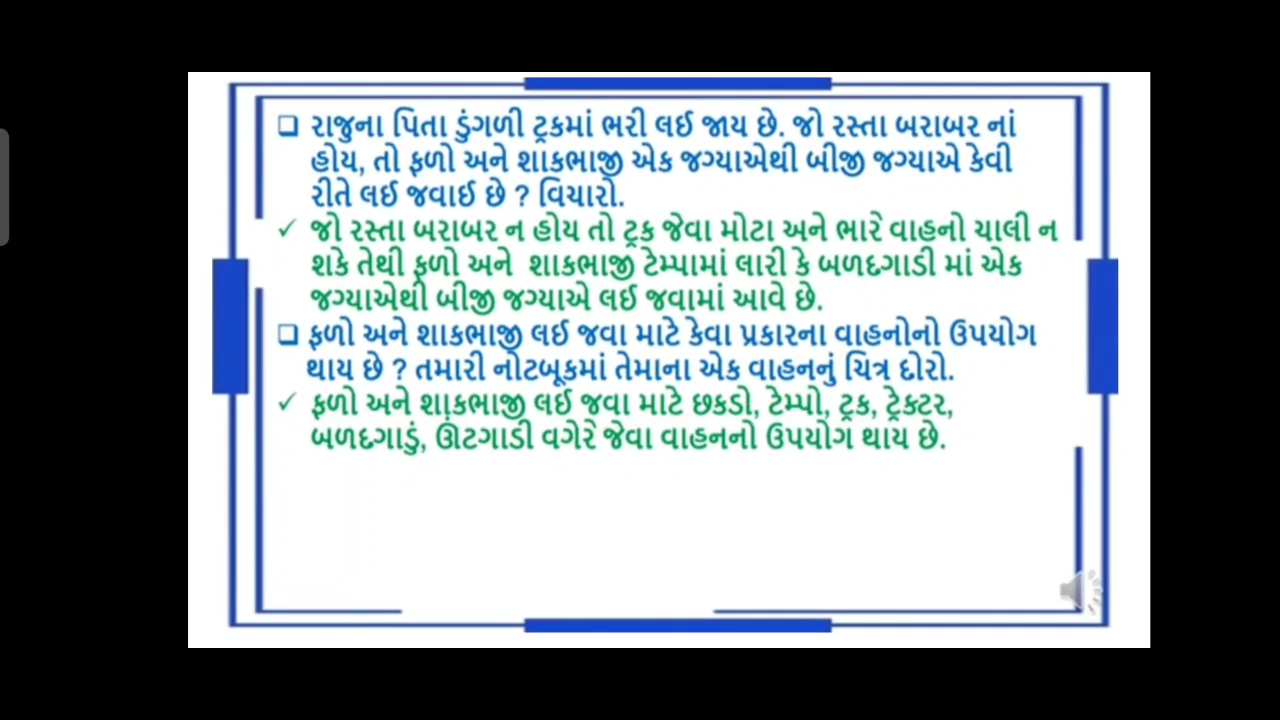 ❑ રાજુના પિતા ડુંગળી ટ્રકમાં ભરી લઈ જાય છે. જો રસ્તા બરાબર નાં
હોય, તો ફળો અને શાકભાજી એક જગ્યાએથી બીજી જગ્યાએ કેવી
રીતે લઈ જવાઈ છે ? વિચારો.
✓ જો રસ્તા બરાબર ન હોય તો ટ્રક જેવા મોટા અને ભારે વાહનો ચાલી ન
શકે તેથી ફળો અને શાકભાજી ટેમ્પામાં લારી કે બળદગાડી માં એક
જગ્યાએથી બીજી જગ્યાએ લઈ જવામાં આવે છે.
❑ ફળો અને શાકભાજી લઈ જવા માટે કેવા પ્રકારના વાહનોનો ઉપયોગ
થાય છે ? તમારી નોટબૂકમાં તેમાના એક વાહનનું ચિત્ર દોરો.
✓ ફળો અને શાકભાજી લઈ જવા માટે છકડો, ટેમ્પો, ટ્રક, ટ્રેક્ટર,
બળદગાડું, ઊંટગાડી વગેરે જેવા વાહનનો ઉપયોગ થાય છે.